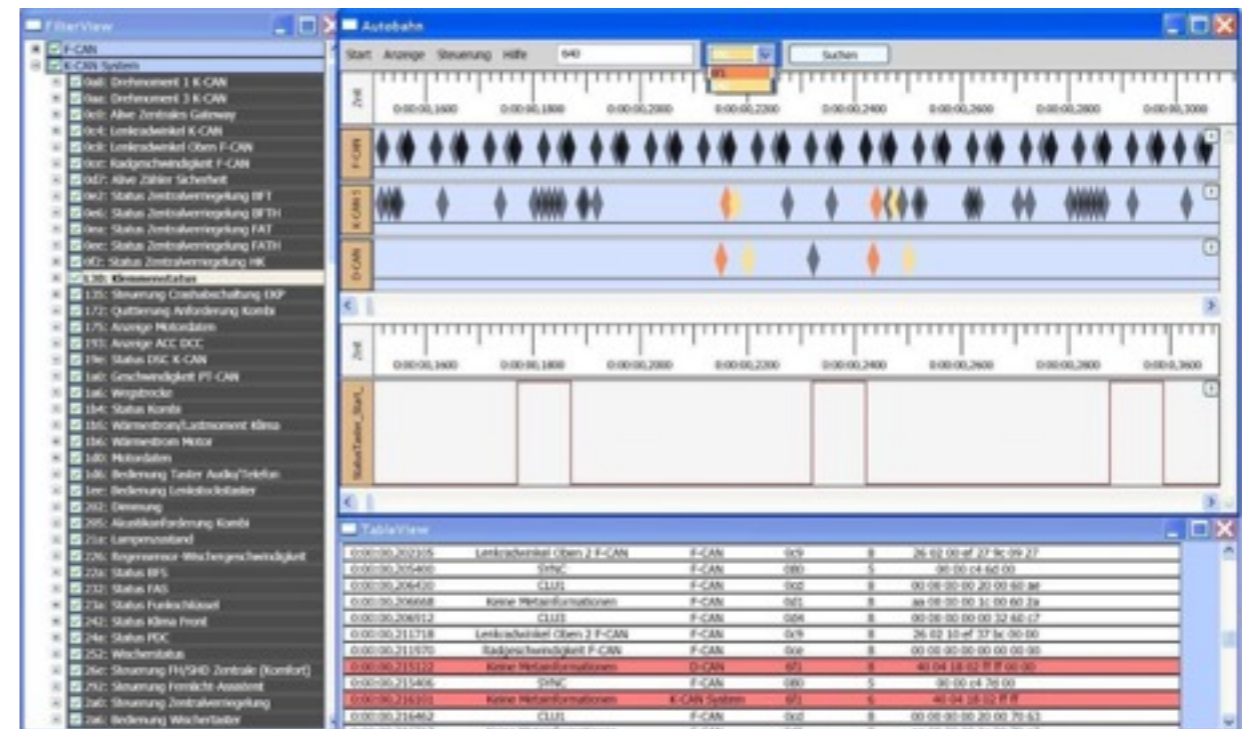 FilterView
F-CAN
K-CAN System
0a8: Drehmoment 1 K-CAN
0aa: Drehmoment 3 K-CAN
0c0: Alive Zentrales Gateway
0c4: Lenkradwinkel K-CAN
0c8: Lenkradwinkel Oben F-CAN
0ce: Radgeschwindigkeit F-CAN
0d7: Alive Zähler Sicherheit
0e2: Status Zentralverriegelung BFT
0e6: Status Zentralverriegelung BFTH
0ea: Status Zentralverriegelung FAT
0ee: Status Zentralverriegelung FATH
0f2: Status Zentralverriegelung HK
130: Klemmenstatus
135: Steuerung Crashabschaltung EKP
172: Quittierung Anforderung Kombi
175: Anzeige Motordaten
193: Anzeige ACC DCC
19e: Status DSC K-CAN
1a0: Geschwindigkeit PT-CAN
1a6: Wegstrecke
1b4: Status Kombi
1b5: Wärmestrom/Lastmoment Klima
1b6: Wärmestrom Motor
1d0: Motordaten
1d6: Bedienung Taster Audio/Telefon
1ee: Bedienung Lenkstockstaster
202: Dimmung
205: Akustikanforderung Kombi
21a: Lampenzustand
226: Regensensor-Wischergeschwindigkeit
22a: Status BFS
232: Status FAS
23a: Status Funkschlüssel
242: Status Klima Front
24a: Status PDC
252: Wischerstatus
26e: Steuerung FH/SHD Zentrale (Komfort)
292: Steuerung Fernlicht-Assistent
2a0: Steuerung Zentralverriegelung
2a6: Bedienung Wischertaster
Autobahn
Start Anzeige Steuerung Hilfe 640 Suchen
6f1
Zeit 0:00:00,1600 0:00:00,1800 0:00:00,2000 0:00:00,2200 0:00:00,2400 0:00:00,2600 0:00:00,2800 0:00:00,3000
F-CAN
K-CAN S
D-CAN
Zeit 0:00:00,1600 0:00:00,1800 0:00:00,2000 0:00:00,2200 0:00:00,2400 0:00:00,2600 0:00:00,2800
StatusTaster_Start_
TableView
0:00:00,202105 Lenkradwinkel Oben 2 F-CAN F-CAN 0c9 8 26 02 00 ef 27 9c 09 27
0:00:00,205400 SYNC F-CAN 080 5 00 00 c4 6d 00
0:00:00,206430 CLU1 F-CAN 0cd 8 00 00 00 00 20 00 60 ae
0:00:00,206668 Keine Metainformationen F-CAN 0d1 8 aa 08 00 00 1c 00 60 2a
0:00:00,206912 CLU3 F-CAN 0d4 8 00 00 00 00 00 32 60 c7
0:00:00,211718 Lenkradwinkel Oben 2 F-CAN F-CAN 0c9 8 26 02 10 ef 37 bc 00 00
0:00:00,211970 Radgeschwindigkeit F-CAN F-CAN 0ce 8 00 00 00 00 00 00 00 00
0:00:00,215122 Keine Metainformationen D-CAN 6f1 8 40 04 18 02 ff ff 00 00
0:00:00,215406 SYNC F-CAN 080 5 00 00 c4 7d 00
0:00:00,216101 Keine Metainformationen K-CAN System 6f1 6 40 04 18 02 ff ff
0:00:00,216462 CLU1 F-CAN 0cd 8 00 00 00 00 20 00 70 63